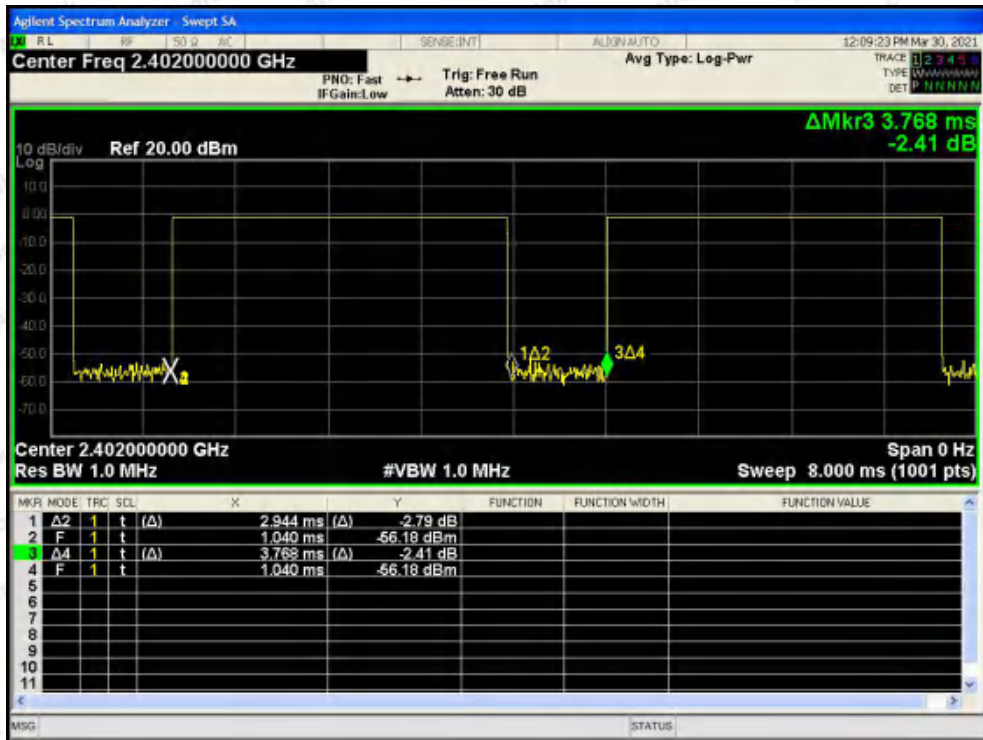 Agilent Spectrum Analyzer - Swept SA
LXI RL RF 50 Ω AC SENSE:INT ALIGN AUTO 12:09:23 PM Mar 30, 2021
Center Freq 2.402000000 GHz
Avg Type: Log-Pwr
TRACE 1 2 3 4 5 6
PNO: Fast Trig: Free Run
TYPE
IFGain:Low Atten: 30 dB
DET P N N N N N
ΔMkr3 3.768 ms
-2.41 dB
10 dB/div Ref 20.00 dBm
Log
10.0
0.00
-10.0
-20.0
-30.0
-40.0
-50.0
1Δ2
3Δ4
-60.0
-70.0
Center 2.402000000 GHz Span 0 Hz
Res BW 1.0 MHz #VBW 1.0 MHz Sweep 8.000 ms (1001 pts)
MKR MODE TRC SCL X Y FUNCTION FUNCTION WIDTH FUNCTION VALUE
1 Δ2 1 t (Δ) 2.944 ms (Δ) -2.79 dB
2 F 1 t 1.040 ms -56.18 dBm
3 Δ4 1 t (Δ) 3.768 ms (Δ) -2.41 dB
4 F 1 t 1.040 ms -56.18 dBm
5
6
7
8
9
10
11
MSG STATUS